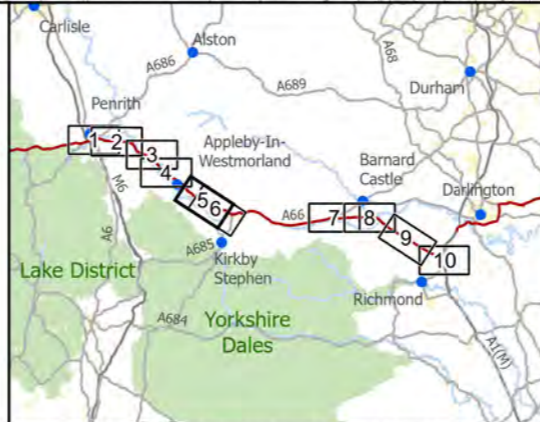 Carlisle
Alston
A686
A68
A689
Durham
Penrith
1
2
3
4
Appleby-In-
Westmorland
Barnard
Castle
Darlington
M6
5
6
A66
7
8
9
10
A6
A685
Lake District
Kirkby
Stephen
Richmond
A684
Yorkshire
Dales
A1(M)